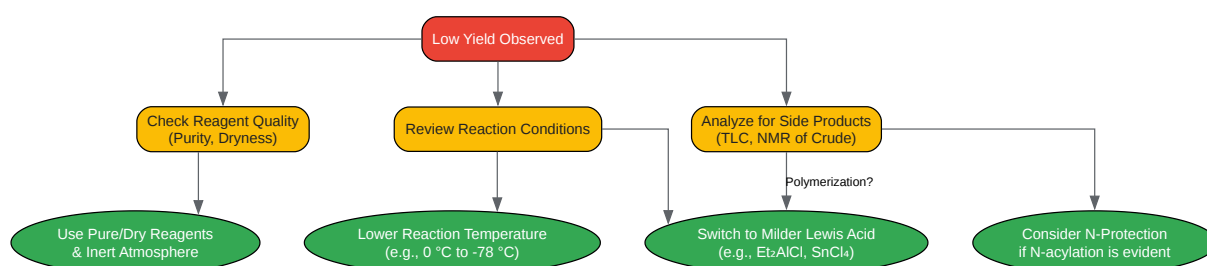 Low Yield Observed
Check Reagent Quality
(Purity, Dryness)
Review Reaction Conditions
Analyze for Side Products
(TLC, NMR of Crude)
Polymerization?
Use Pure/Dry Reagents
& Inert Atmosphere
Lower Reaction Temperature
(e.g., 0 °C to -78 °C)
Switch to Milder Lewis Acid
(e.g., Et₂AlCl, SnCl₄)
Consider N-Protection
if N-acylation is evident